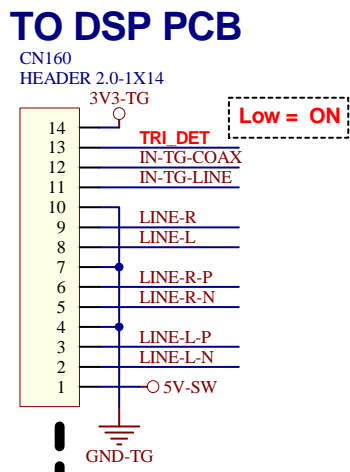 TO DSP PCB
CN160
HEADER 2.0-1X14
3V3-TG
Low = ON
14
13 TRI_DET
12 IN-TG-COAX
11 IN-TG-LINE
10
9 LINE-R
8 LINE-L
7
6 LINE-R-P
5 LINE-R-N
4
3 LINE-L-P
2 LINE-L-N
1 5V-SW
GND-TG